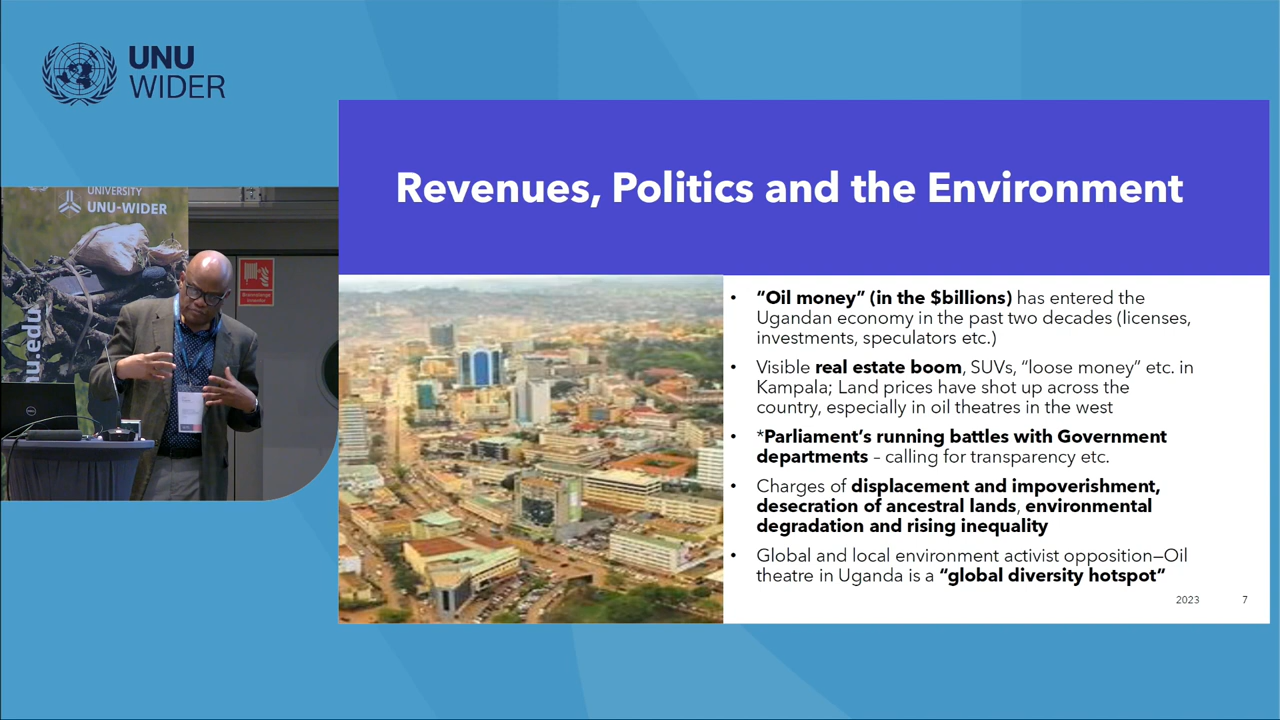 UNU
WIDER
UNIVERSITY
UNU-WIDER
nu.edu
Revenues, Politics and the Environment
• “Oil money” (in the $billions) has entered the
Ugandan economy in the past two decades (licenses,
investments, speculators etc.)
• Visible real estate boom, SUVs, “loose money” etc. in
Kampala; Land prices have shot up across the
country, especially in oil theatres in the west
• *Parliament’s running battles with Government
departments – calling for transparency etc.
• Charges of displacement and impoverishment,
desecration of ancestral lands, environmental
degradation and rising inequality
• Global and local environment activist opposition—Oil
theatre in Uganda is a “global diversity hotspot”
2023
7